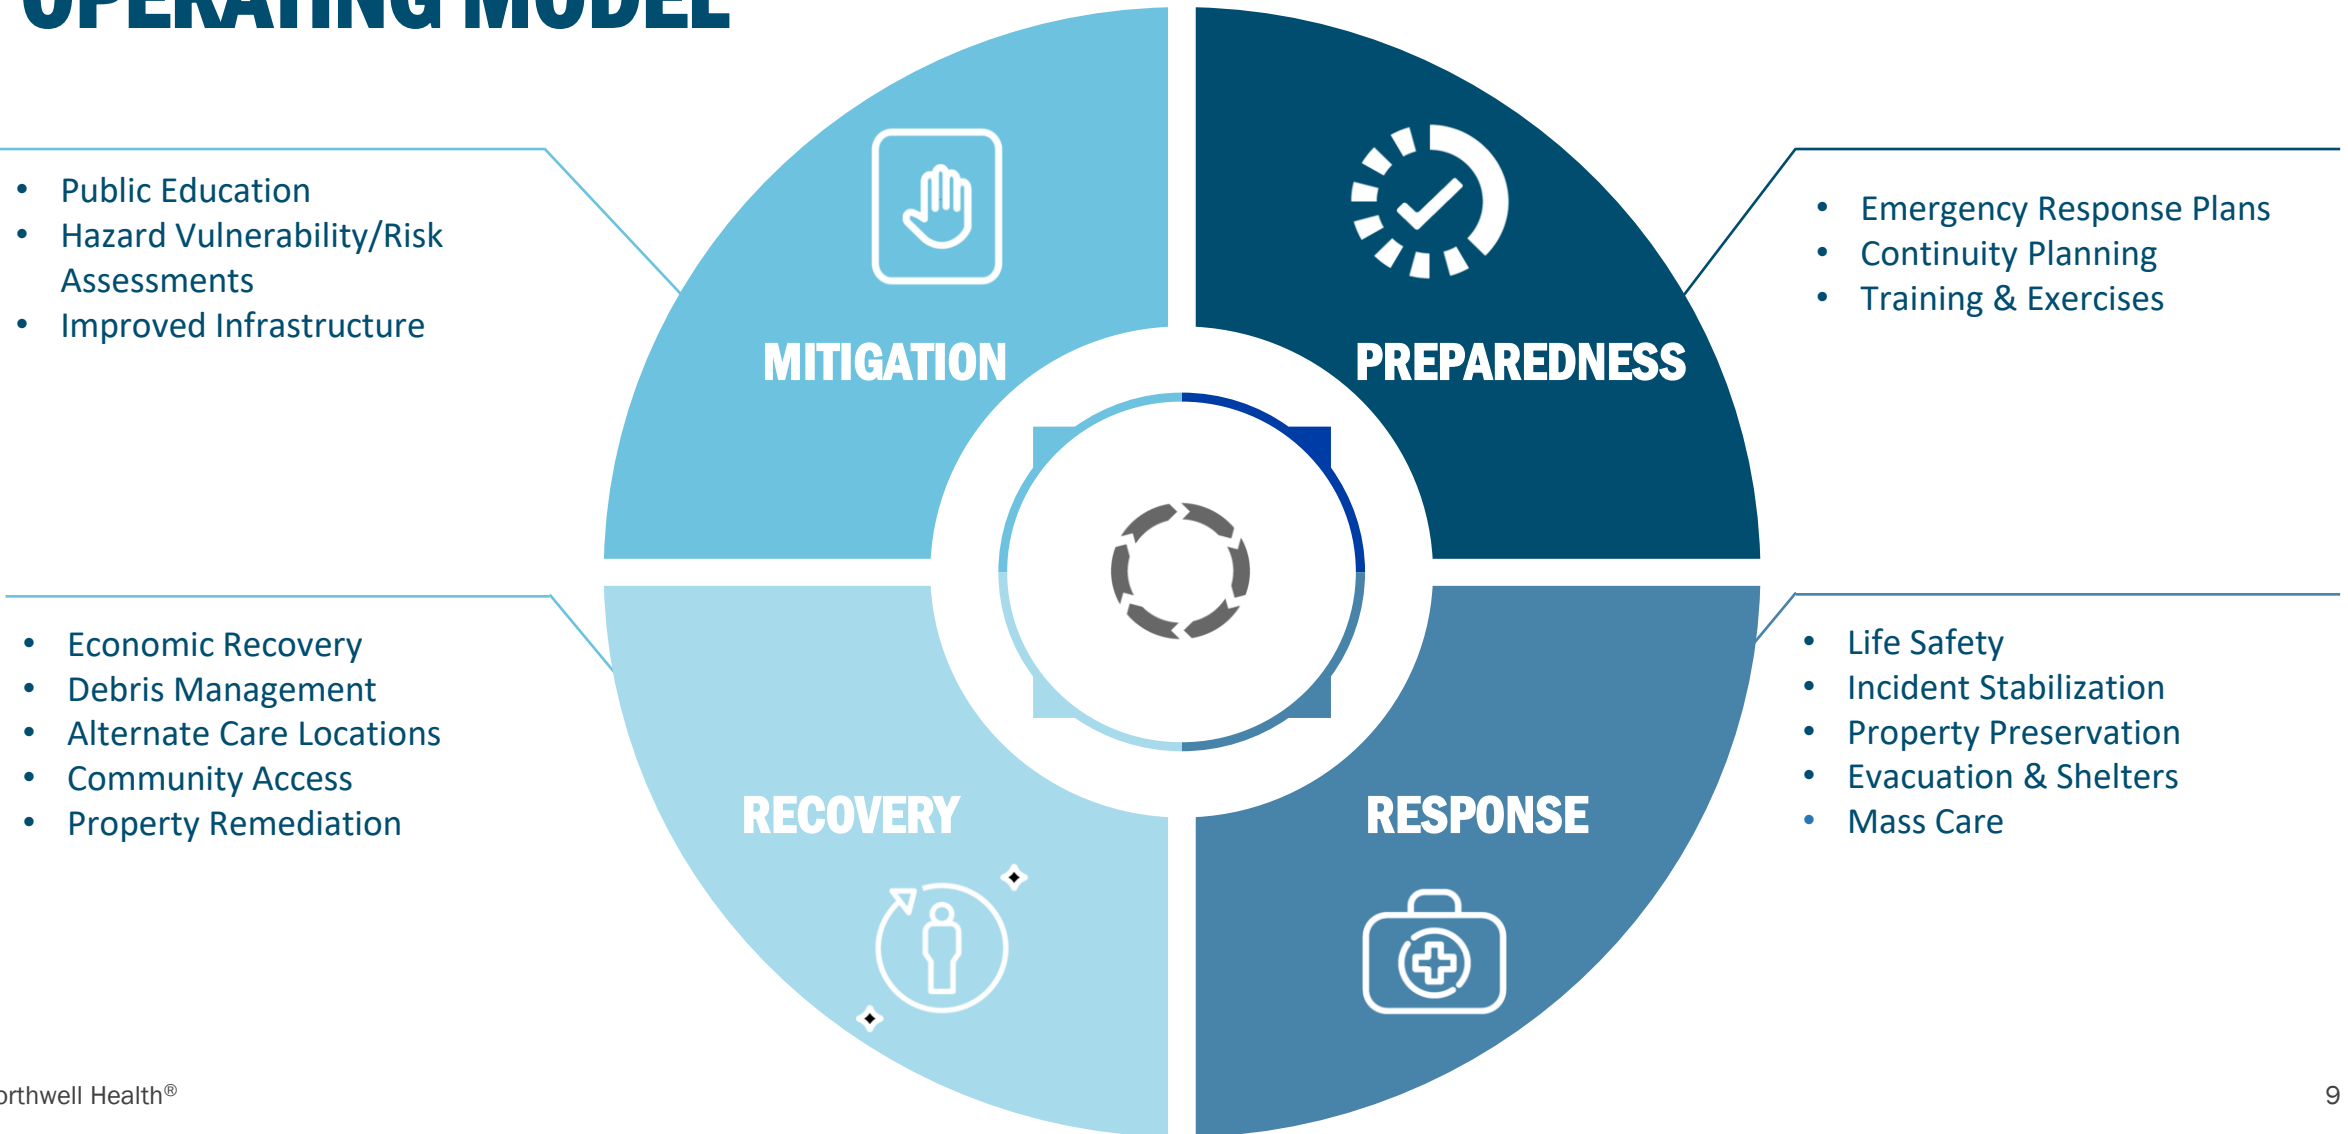 OPERATING MODEL
• Public Education
• Hazard Vulnerability/Risk
Assessments
• Improved Infrastructure
MITIGATION
PREPAREDNESS
• Emergency Response Plans
• Continuity Planning
• Training & Exercises
• Economic Recovery
• Debris Management
• Alternate Care Locations
• Community Access
• Property Remediation
RECOVERY
RESPONSE
• Life Safety
• Incident Stabilization
• Property Preservation
• Evacuation & Shelters
• Mass Care
orthwell Health®
9